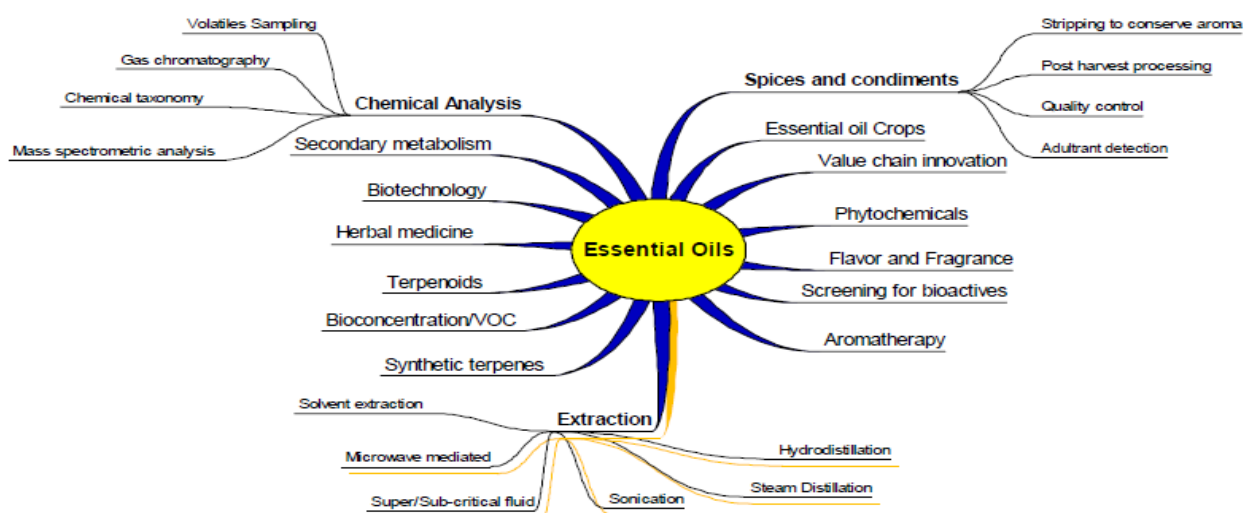 Volatiles Sampling
Gas chromatography
Chemical taxonomy
Mass spectrometric analysis
Chemical Analysis
Secondary metabolism
Biotechnology
Herbal medicine
Terpenoids
Bioconcentration/VOC
Synthetic terpenes
Essential Oils
Stripping to conserve aroma
Post harvest processing
Quality control
Adultrant detection
Spices and condiments
Essential oil Crops
Value chain innovation
Phytochemicals
Flavor and Fragrance
Screening for bioactives
Aromatherapy
Extraction
Solvent extraction
Microwave mediated
Super/Sub-critical fluid
Sonication
Steam Distillation
Hydrodistillation